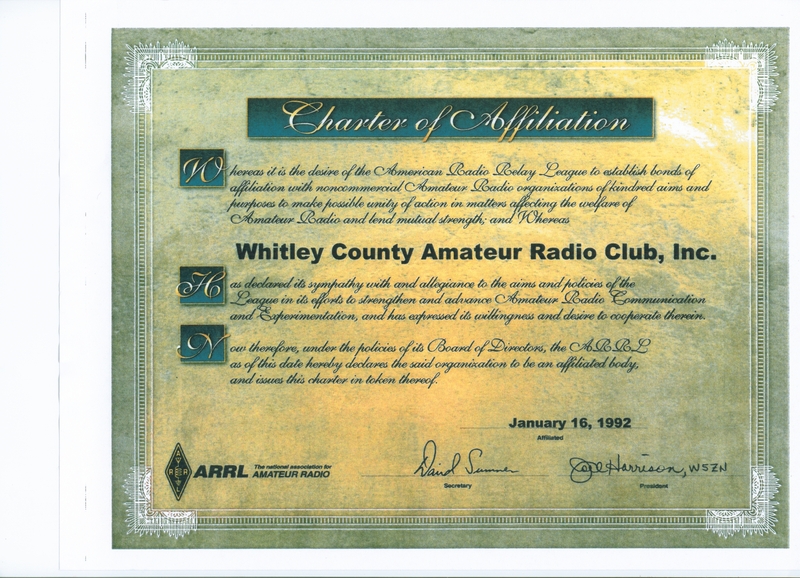 Charter of Affiliation
Whereas it is the desire of the American Radio Relay League to establish bonds of
affiliation with noncommercial Amateur Radio organizations of kindred aims and
purposes to make possible unity of action in matters affecting the welfare of
Amateur Radio and lend mutual strength; and Whereas
Whitley County Amateur Radio Club, Inc.
Has declared its sympathy with and allegiance to the aims and policies of the
League in its efforts to strengthen and advance Amateur Radio Communication
and Experimentation, and has expressed its willingness and desire to cooperate therein.
Now therefore, under the policies of its Board of Directors, the ARRL
as of this date hereby declares the said organization to be an affiliated body,
and issues this charter in token thereof.
January 16, 1992
Affiliated
ARRL
ARRL The national association for
AMATEUR RADIO
David Sumner
Secretary
Joel Harrison, W5ZN
President